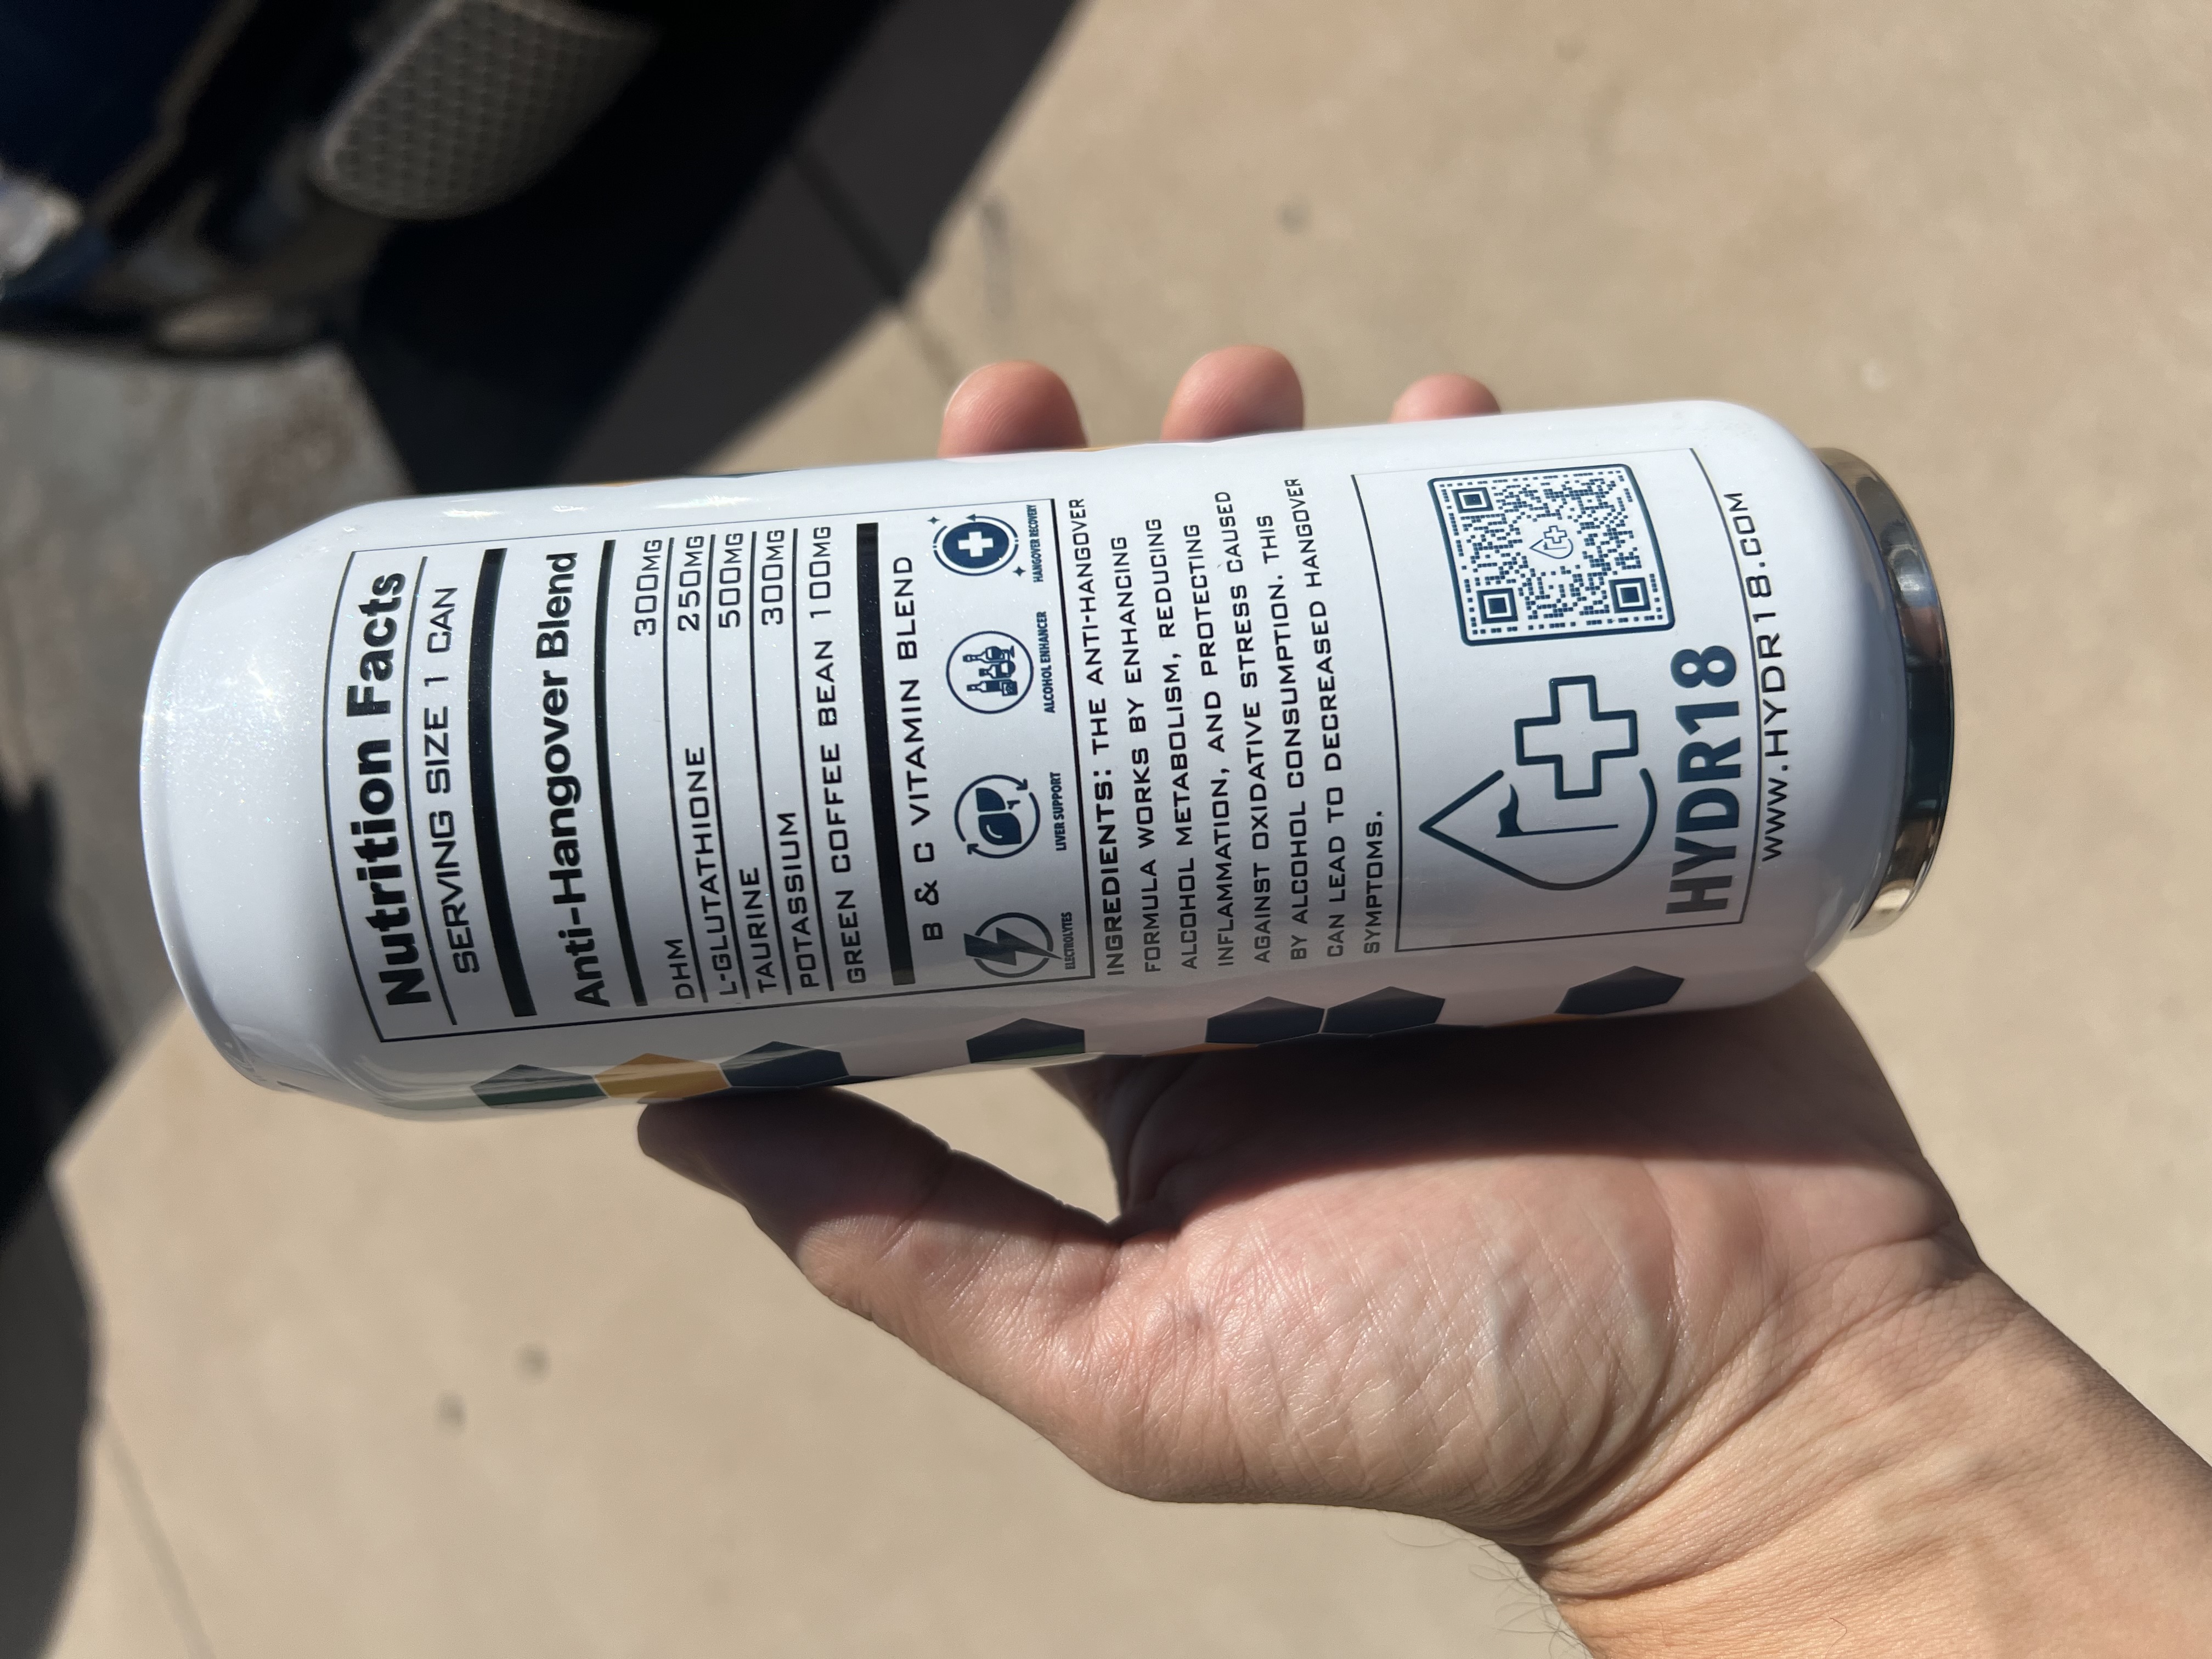 Nutrition Facts
SERVING SIZE 1 CAN
Anti-Hangover Blend
DHM 300MG
L-GLUTATHIONE 250MG
TAURINE 500MG
POTASSIUM 300MG
GREEN COFFEE BEAN 100MG
B & C VITAMIN BLEND
ELECTROLYTES LIVER SUPPORT ALCOHOL ENHANCER HANGOVER RECOVERY
INGREDIENTS: THE ANTI-HANGOVER
FORMULA WORKS BY ENHANCING
ALCOHOL METABOLISM, REDUCING
INFLAMMATION, AND PROTECTING
AGAINST OXIDATIVE STRESS CAUSED
BY ALCOHOL CONSUMPTION. THIS
CAN LEAD TO DECREASED HANGOVER
SYMPTOMS.
HYDR18
WWW.HYDR18.COM